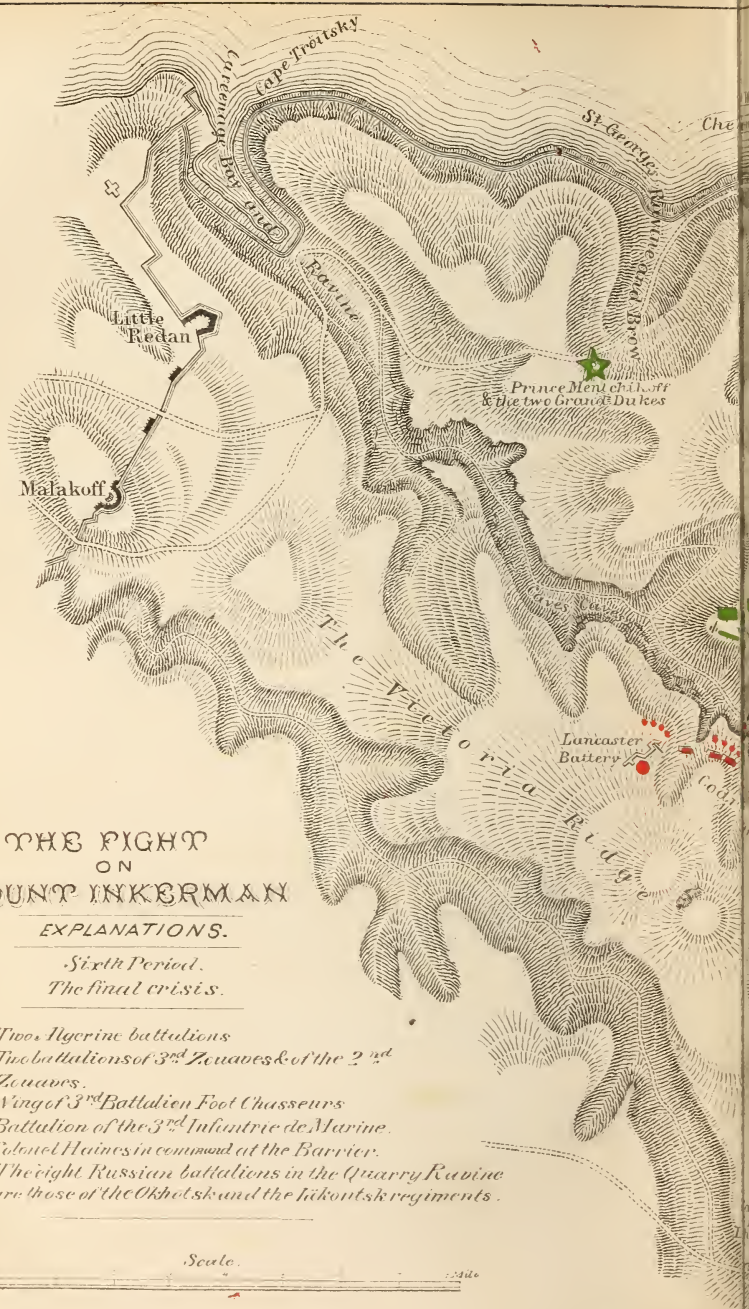 Careenage Bay and
Ravine
Cape Troitsky
St. George's Ravine and Brow
Che
Little
Redan
Prince Mentchikoff
& the two Grand Dukes
Malakoff
Caves
The Victoria Ridge
Lancaster
Battery
THE FIGHT
ON
OUNT INKERMAN
EXPLANATIONS.
Sixth Period.
The final crisis.
Two Algerine battalions
Two battalions of 3rd Zouaves & of the 2nd
Zouaves.
Wing of 3rd Battalion Foot Chasseurs
Battalion of the 3rd Infantrie de Marine.
Colonel Haines in command at the Barrier.
The eight Russian battalions in the Quarry Ravine
are those of the Okhotsk and the Iakoutsk regiments.
Scale.
Mile